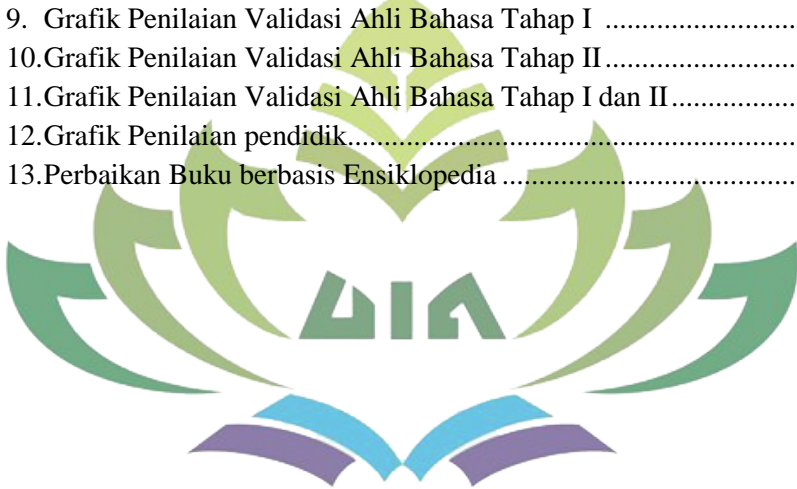 9. Grafik Penilaian Validasi Ahli Bahasa Tahap I ........................
10.Grafik Penilaian Validasi Ahli Bahasa Tahap II ........................
11.Grafik Penilaian Validasi Ahli Bahasa Tahap I dan II ................
12.Grafik Penilaian pendidik.........................................................
13.Perbaikan Buku berbasis Ensiklopedia .....................................
UIN